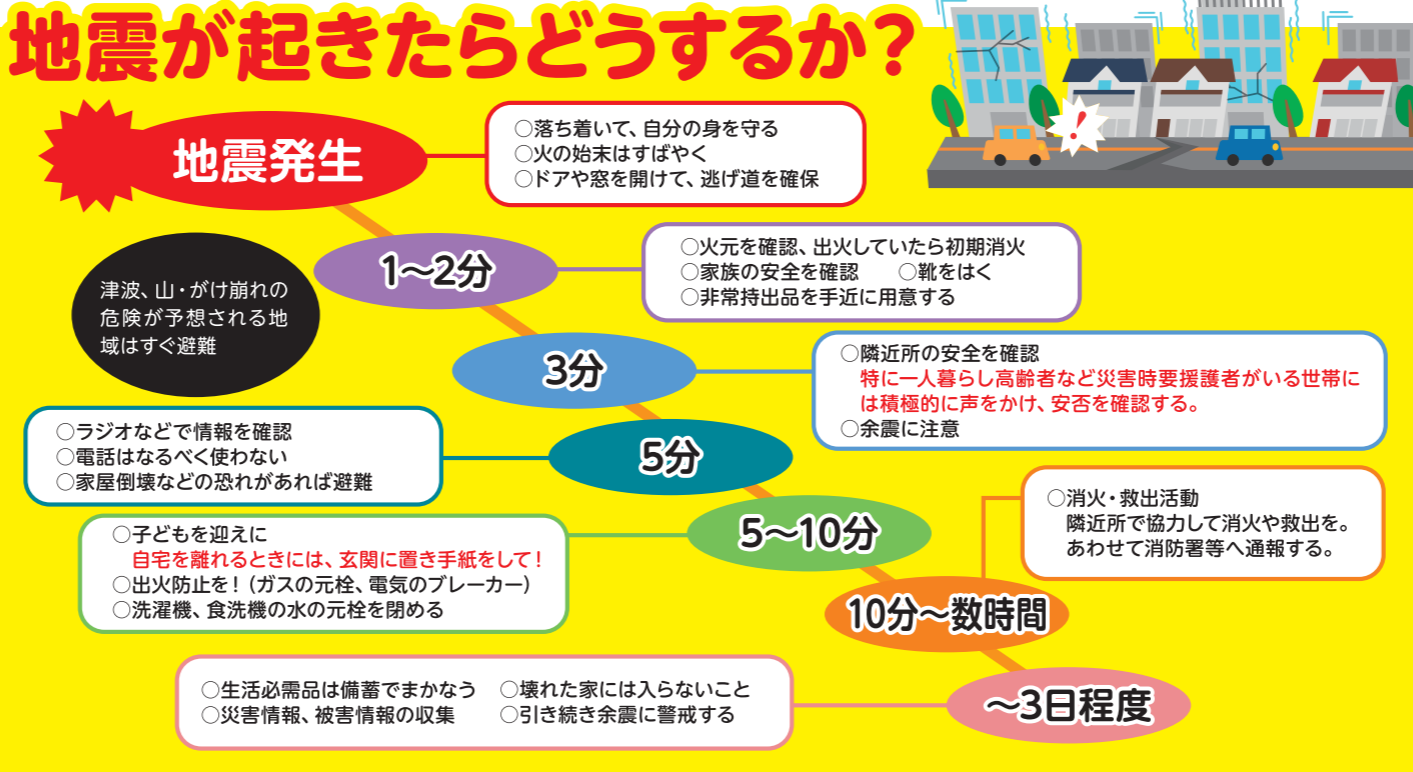 地震が起きたらどうするか?
地震発生
○落ち着いて、自分の身を守る
○火の始末はすばやく
○ドアや窓を開けて、逃げ道を確保
!
津波、山・がけ崩れの
危険が予想される地
域はすぐ避難
1〜2分
○火元を確認、出火していたら初期消火
○家族の安全を確認 ○靴をはく
○非常持出品を手近に用意する
3分
○隣近所の安全を確認
特に一人暮らし高齢者など災害時要援護者がいる世帯に
は積極的に声をかけ、安否を確認する。
○余震に注意
5分
○ラジオなどで情報を確認
○電話はなるべく使わない
○家屋倒壊などの恐れがあれば避難
5〜10分
○子どもを迎えに
自宅を離れるときには、玄関に置き手紙をして!
○出火防止を!(ガスの元栓、電気のブレーカー)
○洗濯機、食洗機の水の元栓を閉める
10分〜数時間
○消火・救出活動
隣近所で協力して消火や救出を。
あわせて消防署等へ通報する。
〜3日程度
○生活必需品は備蓄でまかなう ○壊れた家には入らないこと
○災害情報、被害情報の収集 ○引き続き余震に警戒する